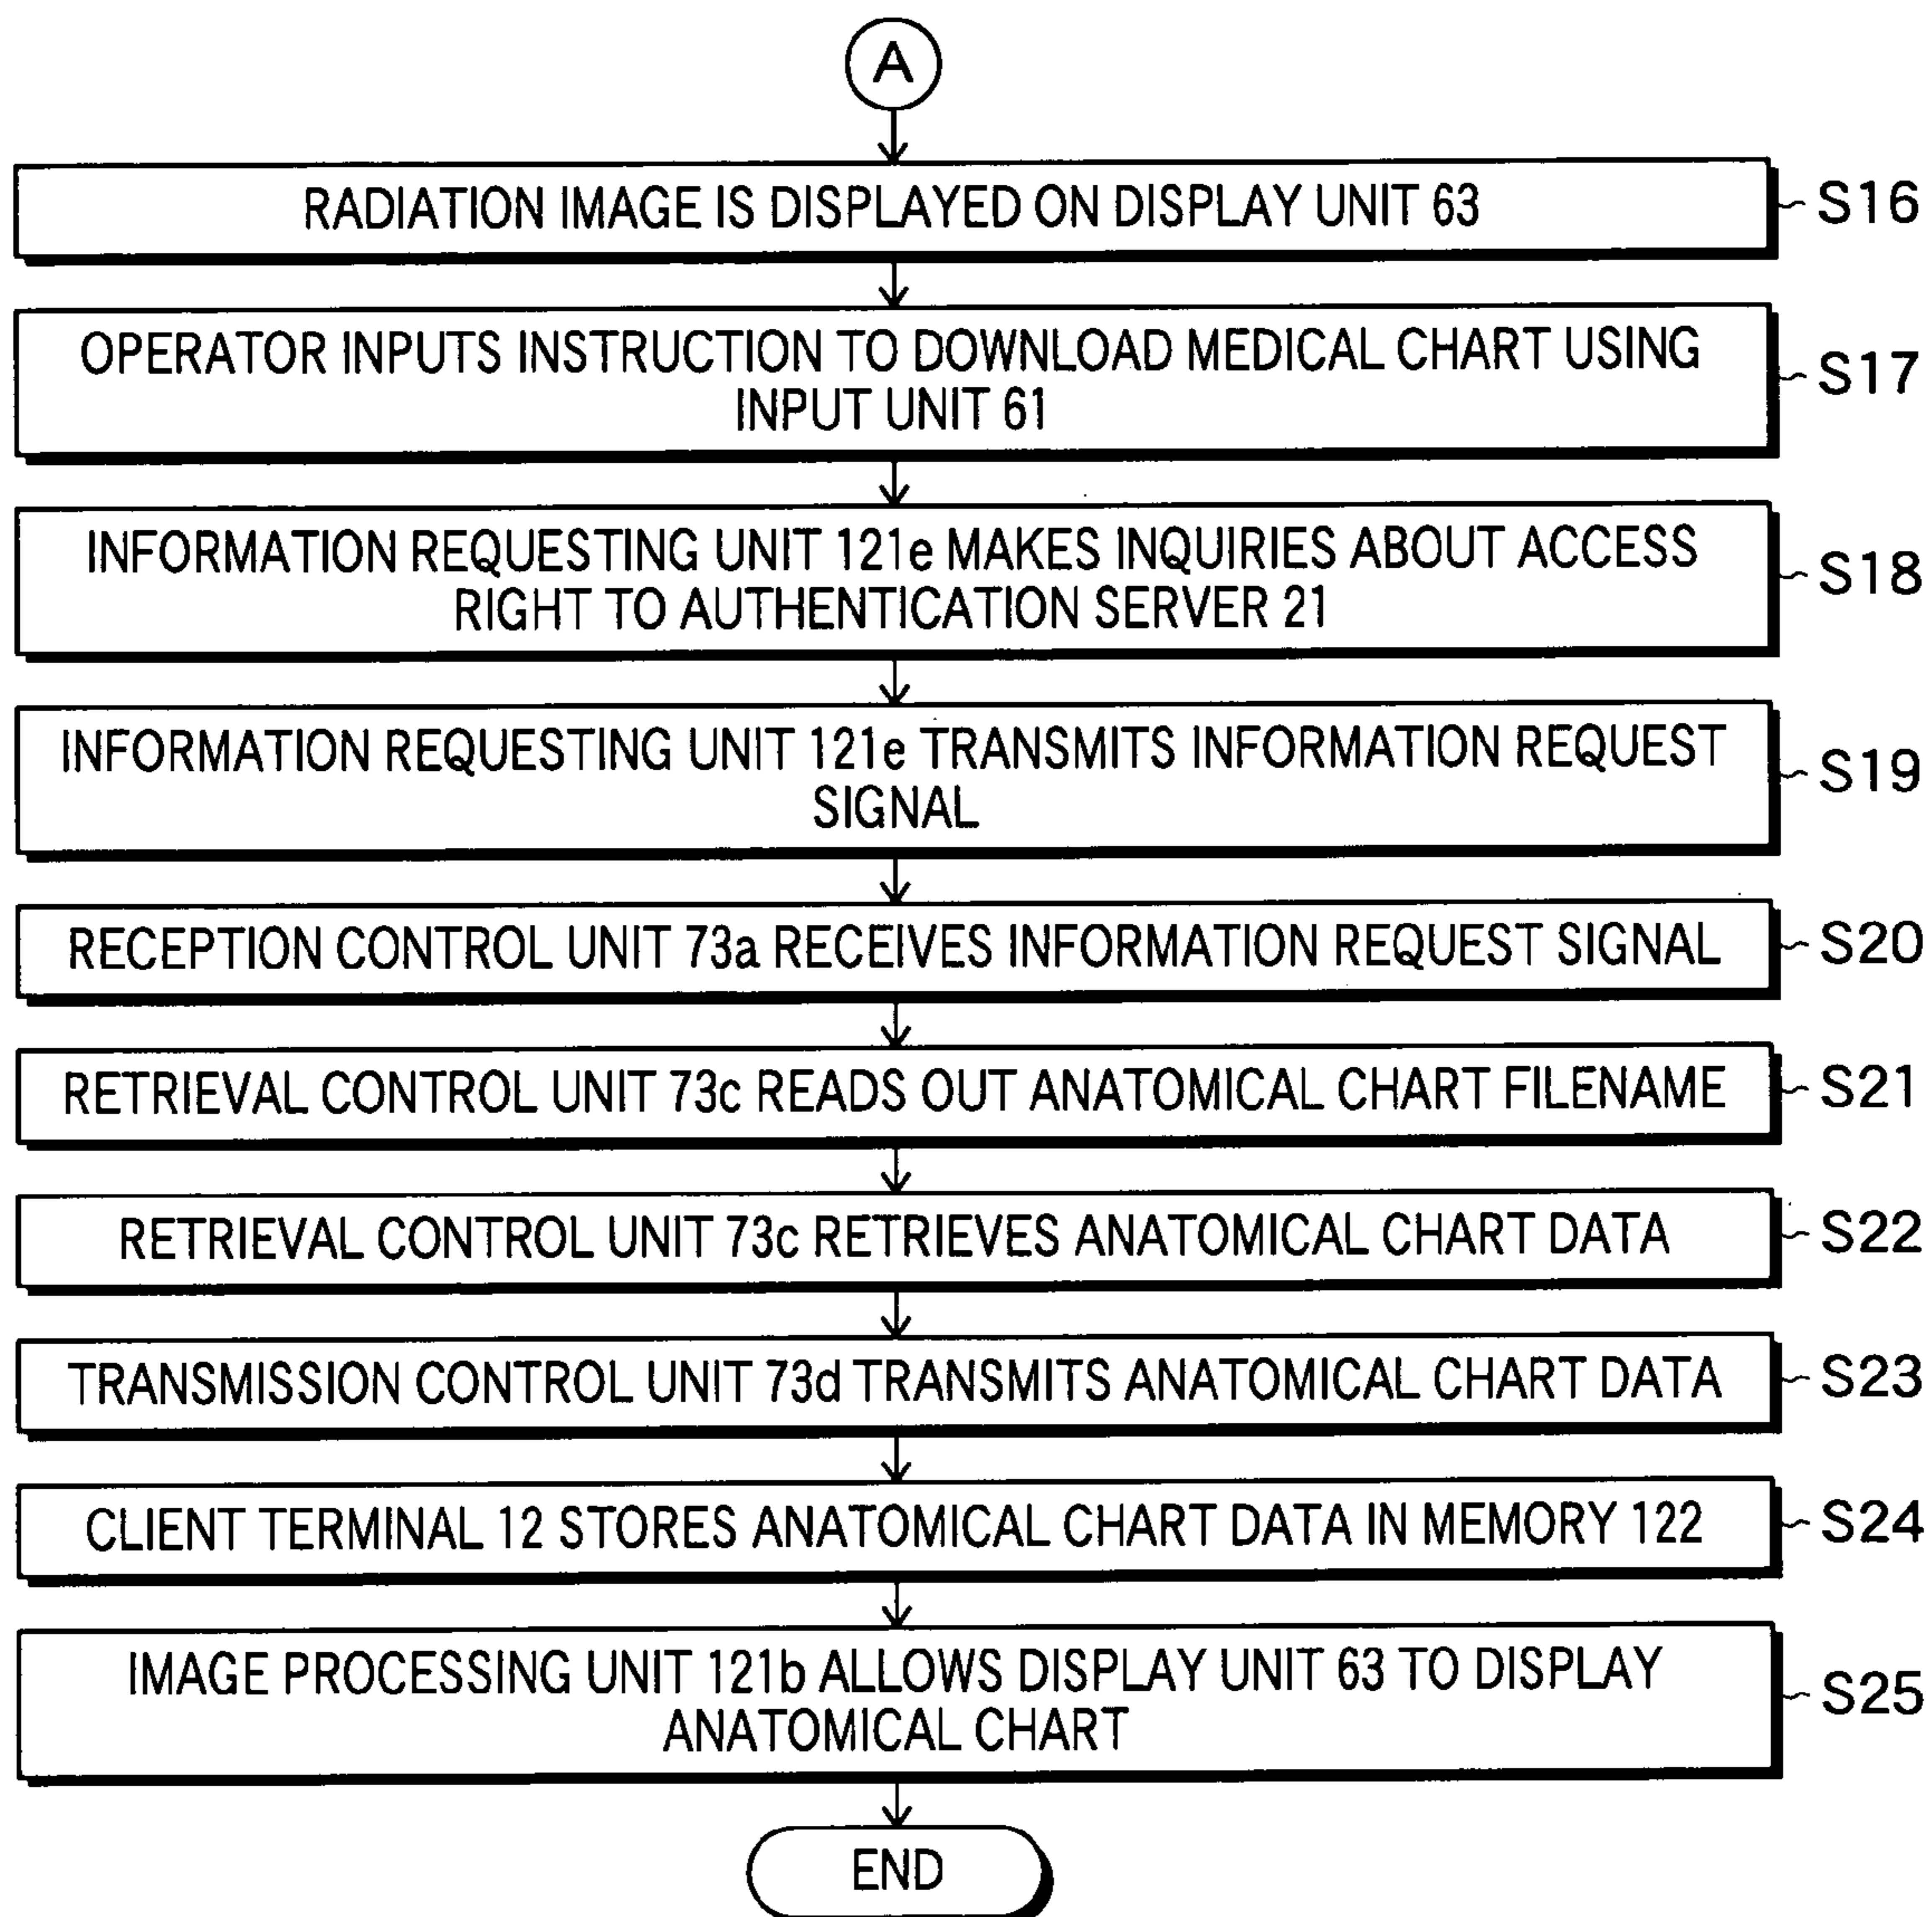 A
RADIATION IMAGE IS DISPLAYED ON DISPLAY UNIT 63
S16
OPERATOR INPUTS INSTRUCTION TO DOWNLOAD MEDICAL CHART USING
INPUT UNIT 61
S17
INFORMATION REQUESTING UNIT 121e MAKES INQUIRIES ABOUT ACCESS
RIGHT TO AUTHENTICATION SERVER 21
S18
INFORMATION REQUESTING UNIT 121e TRANSMITS INFORMATION REQUEST
SIGNAL
S19
RECEPTION CONTROL UNIT 73a RECEIVES INFORMATION REQUEST SIGNAL
S20
RETRIEVAL CONTROL UNIT 73c READS OUT ANATOMICAL CHART FILENAME
S21
RETRIEVAL CONTROL UNIT 73c RETRIEVES ANATOMICAL CHART DATA
S22
TRANSMISSION CONTROL UNIT 73d TRANSMITS ANATOMICAL CHART DATA
S23
CLIENT TERMINAL 12 STORES ANATOMICAL CHART DATA IN MEMORY 122
S24
IMAGE PROCESSING UNIT 121b ALLOWS DISPLAY UNIT 63 TO DISPLAY
ANATOMICAL CHART
S25
END